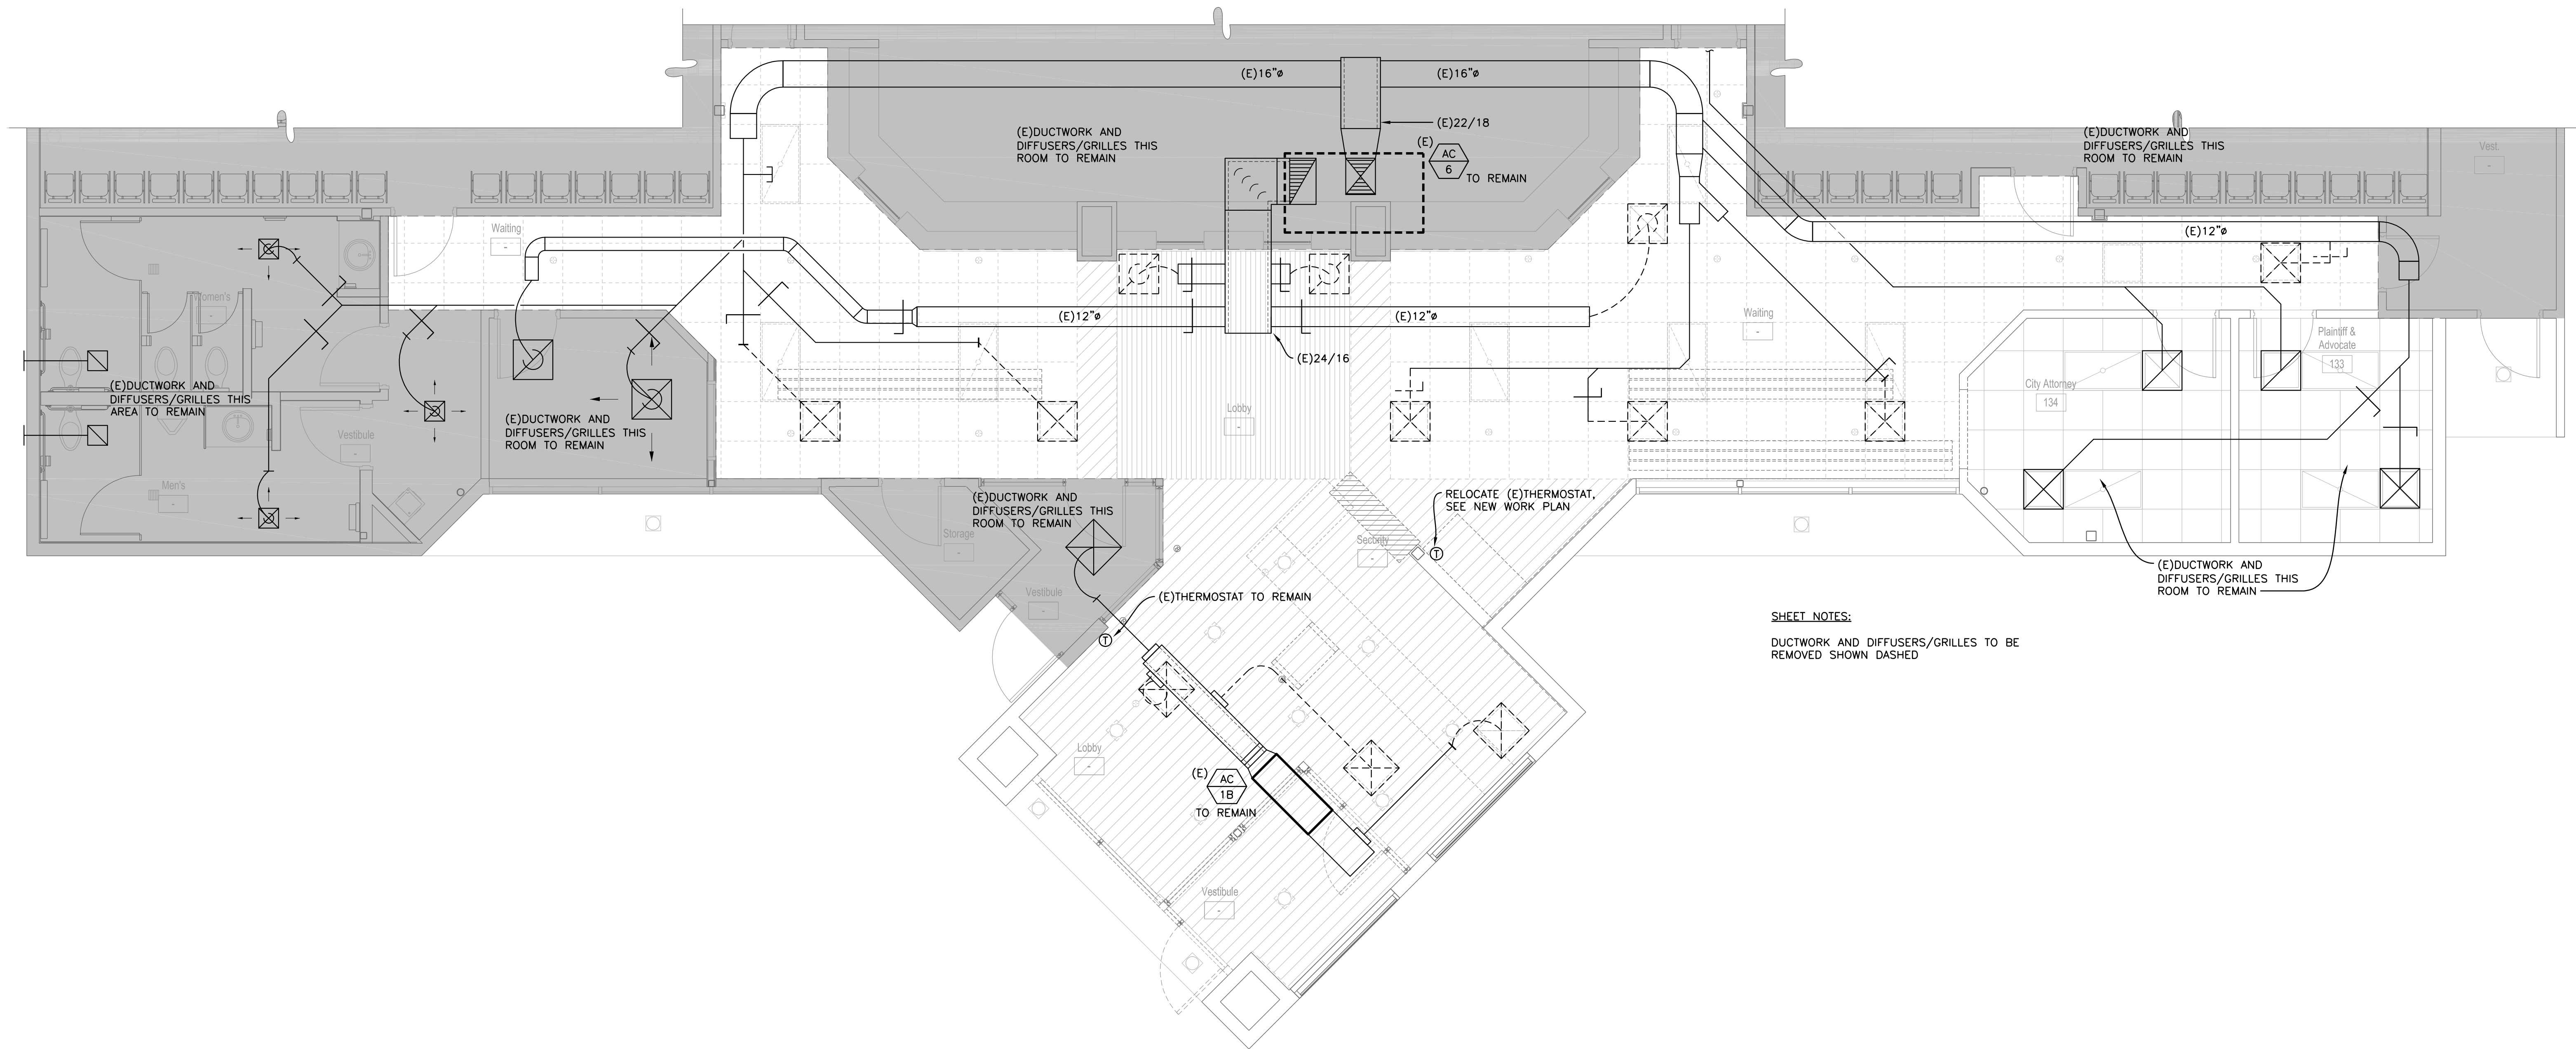 (E)16"ø
(E)16"ø
(E)22/18
(E)DUCTWORK AND
DIFFUSERS/GRILLES THIS
ROOM TO REMAIN
(E)
AC
6
TO REMAIN
(E)DUCTWORK AND
DIFFUSERS/GRILLES THIS
ROOM TO REMAIN
Vest.
-
Waiting
-
(E)12"ø
Women's
-
(E)12"ø
(E)12"ø
Waiting
-
(E)24/16
Plaintiff &
Advocate
133
City Attorney
134
(E)DUCTWORK AND
DIFFUSERS/GRILLES THIS
AREA TO REMAIN
(E)DUCTWORK AND
DIFFUSERS/GRILLES THIS
ROOM TO REMAIN
Lobby
-
Vestibule
-
Men's
-
(E)DUCTWORK AND
DIFFUSERS/GRILLES THIS
ROOM TO REMAIN
RELOCATE (E)THERMOSTAT,
SEE NEW WORK PLAN
Storage
-
Security
-
T
(E)DUCTWORK AND
DIFFUSERS/GRILLES THIS
ROOM TO REMAIN
Vestibule
-
(E)THERMOSTAT TO REMAIN
T
SHEET NOTES:
DUCTWORK AND DIFFUSERS/GRILLES TO BE
REMOVED SHOWN DASHED
Lobby
-
(E)
AC
1B
TO REMAIN
Vestibule
-